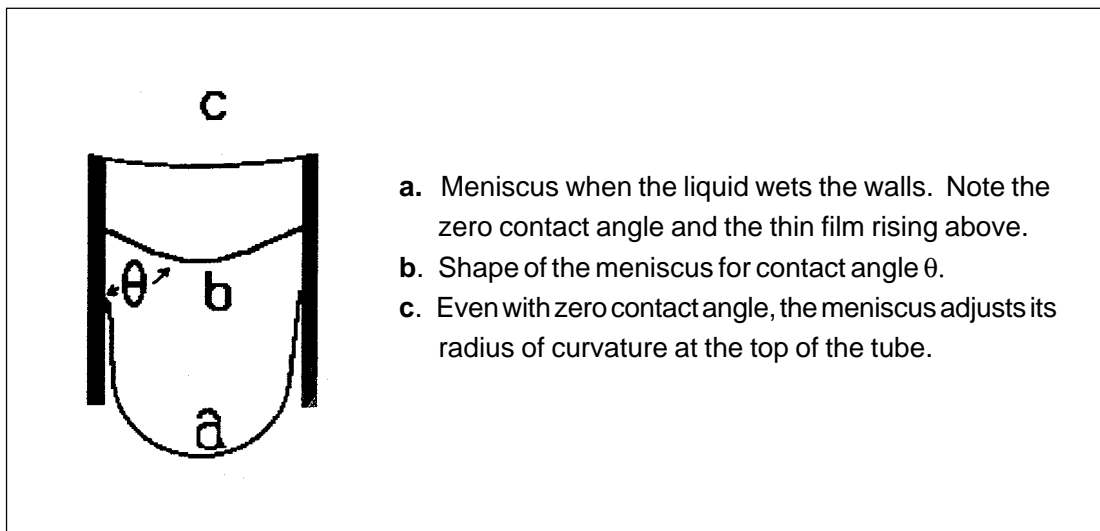 c
θ
b
a
a. Meniscus when the liquid wets the walls. Note the
zero contact angle and the thin film rising above.
b. Shape of the meniscus for contact angle θ.
c. Even with zero contact angle, the meniscus adjusts its
radius of curvature at the top of the tube.